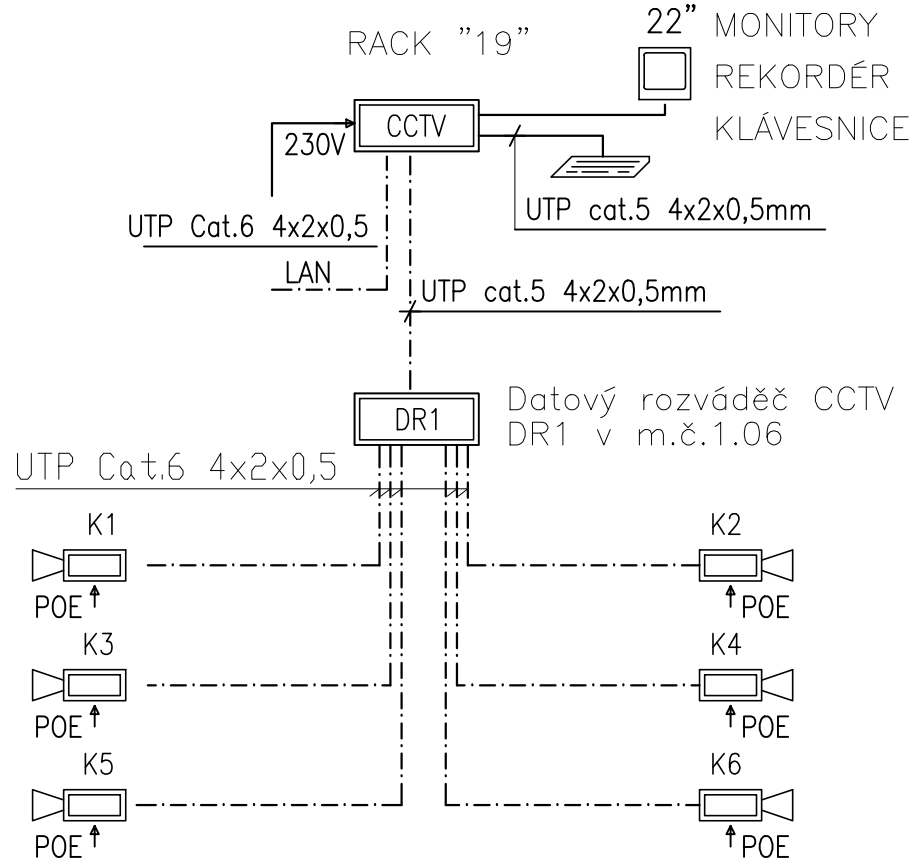 RACK "19"
22" MONITORY
REKORDÉR
KLÁVESNICE
CCTV
230V
UTP Cat.6 4x2x0,5
UTP cat.5 4x2x0,5mm
LAN
UTP cat.5 4x2x0,5mm
DR1
Datový rozváděč CCTV
DR1 v m.č.1.06
UTP Cat.6 4x2x0,5
K1
K2
POE
POE
K3
K4
POE
POE
K5
K6
POE
POE